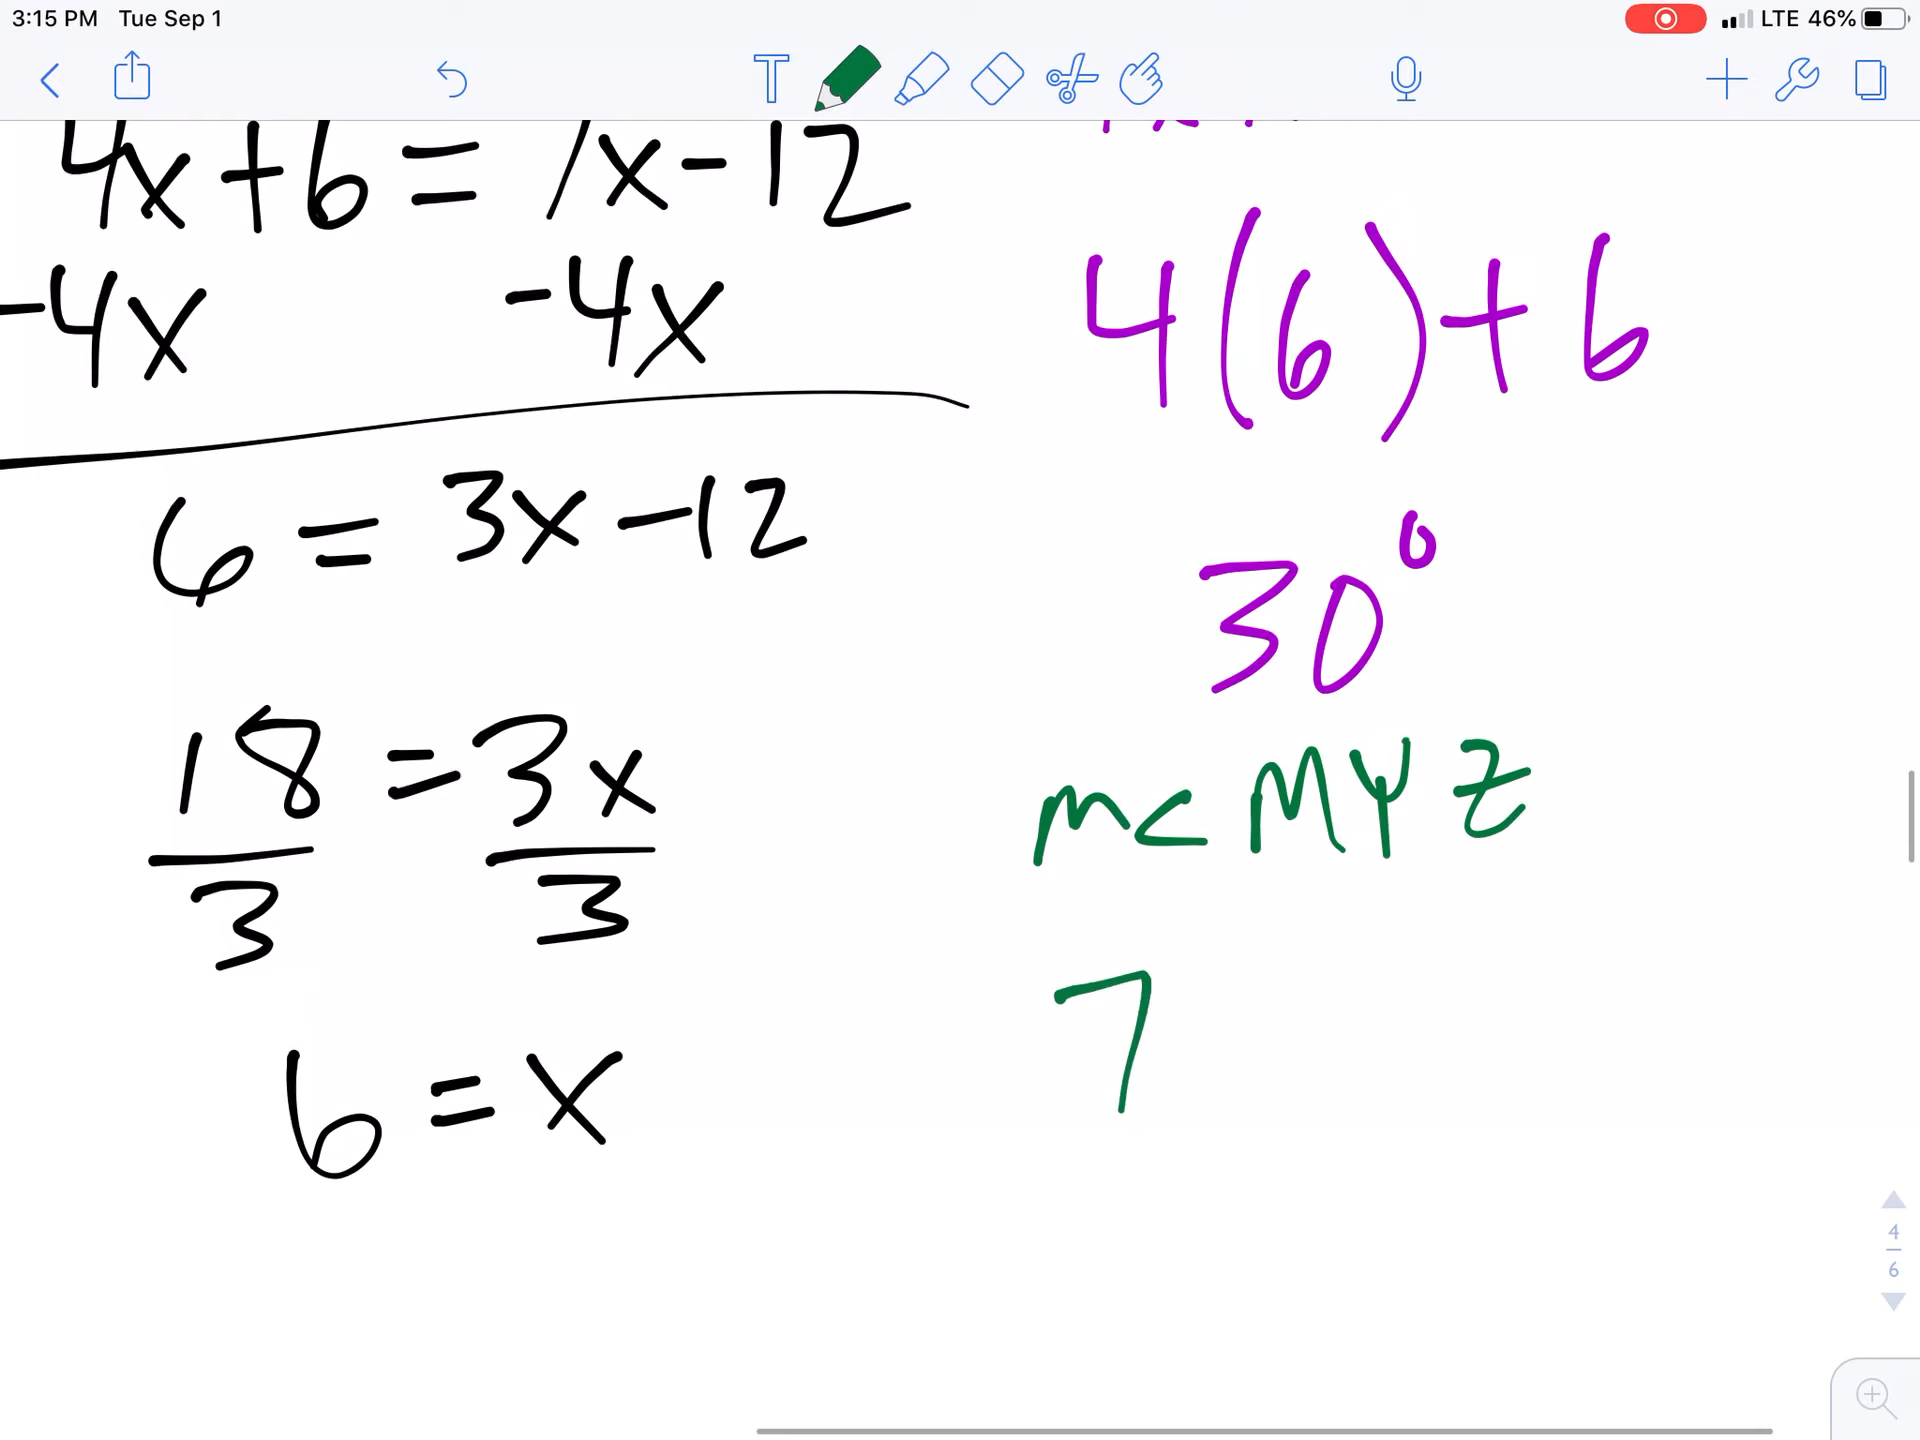 3:15 PM Tue Sep 1
LTE 46%
T
4x+6=7x-12
-4x -4x
6=3x-12
18=3x
3 3
6=x
4(6)+6
30°
m<MYZ
7
4
6